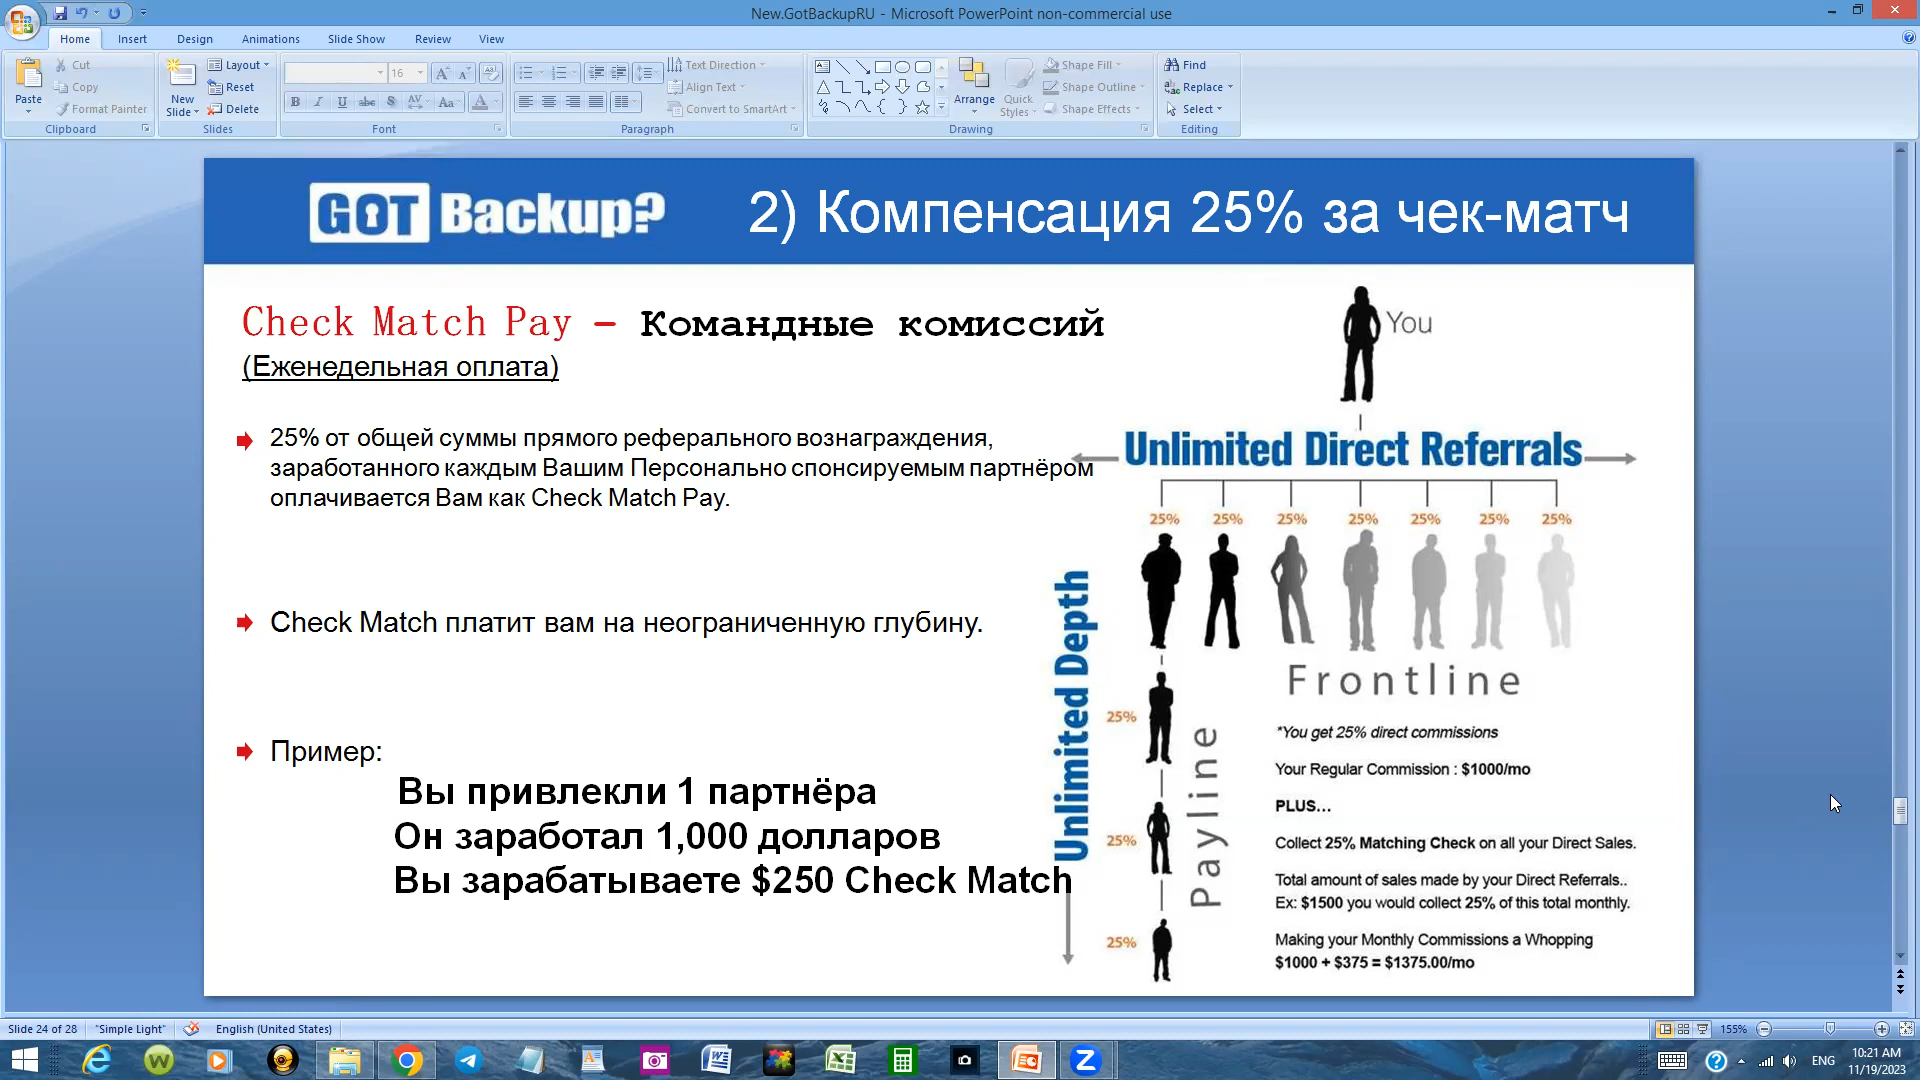 New.GotBackupRU - Microsoft PowerPoint non-commercial use
Home Insert Design Animations Slide Show Review View
Paste
Cut
Copy
Format Painter
Clipboard
New Slide
Layout
Reset
Delete
Slides
16
B I U abc S AV Aa A
Font
Text Direction
Align Text
Convert to SmartArt
Paragraph
Arrange
Quick Styles
Shape Fill
Shape Outline
Shape Effects
Drawing
Find
Replace
Select
Editing
GOT Backup? 2) Компенсация 25% за чек-матч
Check Match Pay – Командные комиссий
(Еженедельная оплата)
25% от общей суммы прямого реферального вознаграждения,
заработанного каждым Вашим Персонально спонсируемым партнёром
оплачивается Вам как Check Match Pay.
Check Match платит вам на неограниченную глубину.
Пример:
Вы привлекли 1 партнёра
Он заработал 1,000 долларов
Вы зарабатываете $250 Check Match
You
Unlimited Direct Referrals
25% 25% 25% 25% 25% 25% 25%
Frontline
Unlimited Depth
25%
25%
25%
Payline
*You get 25% direct commissions
Your Regular Commission : $1000/mo
PLUS...
Collect 25% Matching Check on all your Direct Sales.
Total amount of sales made by your Direct Referrals..
Ex: $1500 you would collect 25% of this total monthly.
Making your Monthly Commissions a Whopping
$1000 + $375 = $1375.00/mo
Slide 24 of 28 "Simple Light" English (United States) 155%
ENG
10:21 AM
11/19/2023